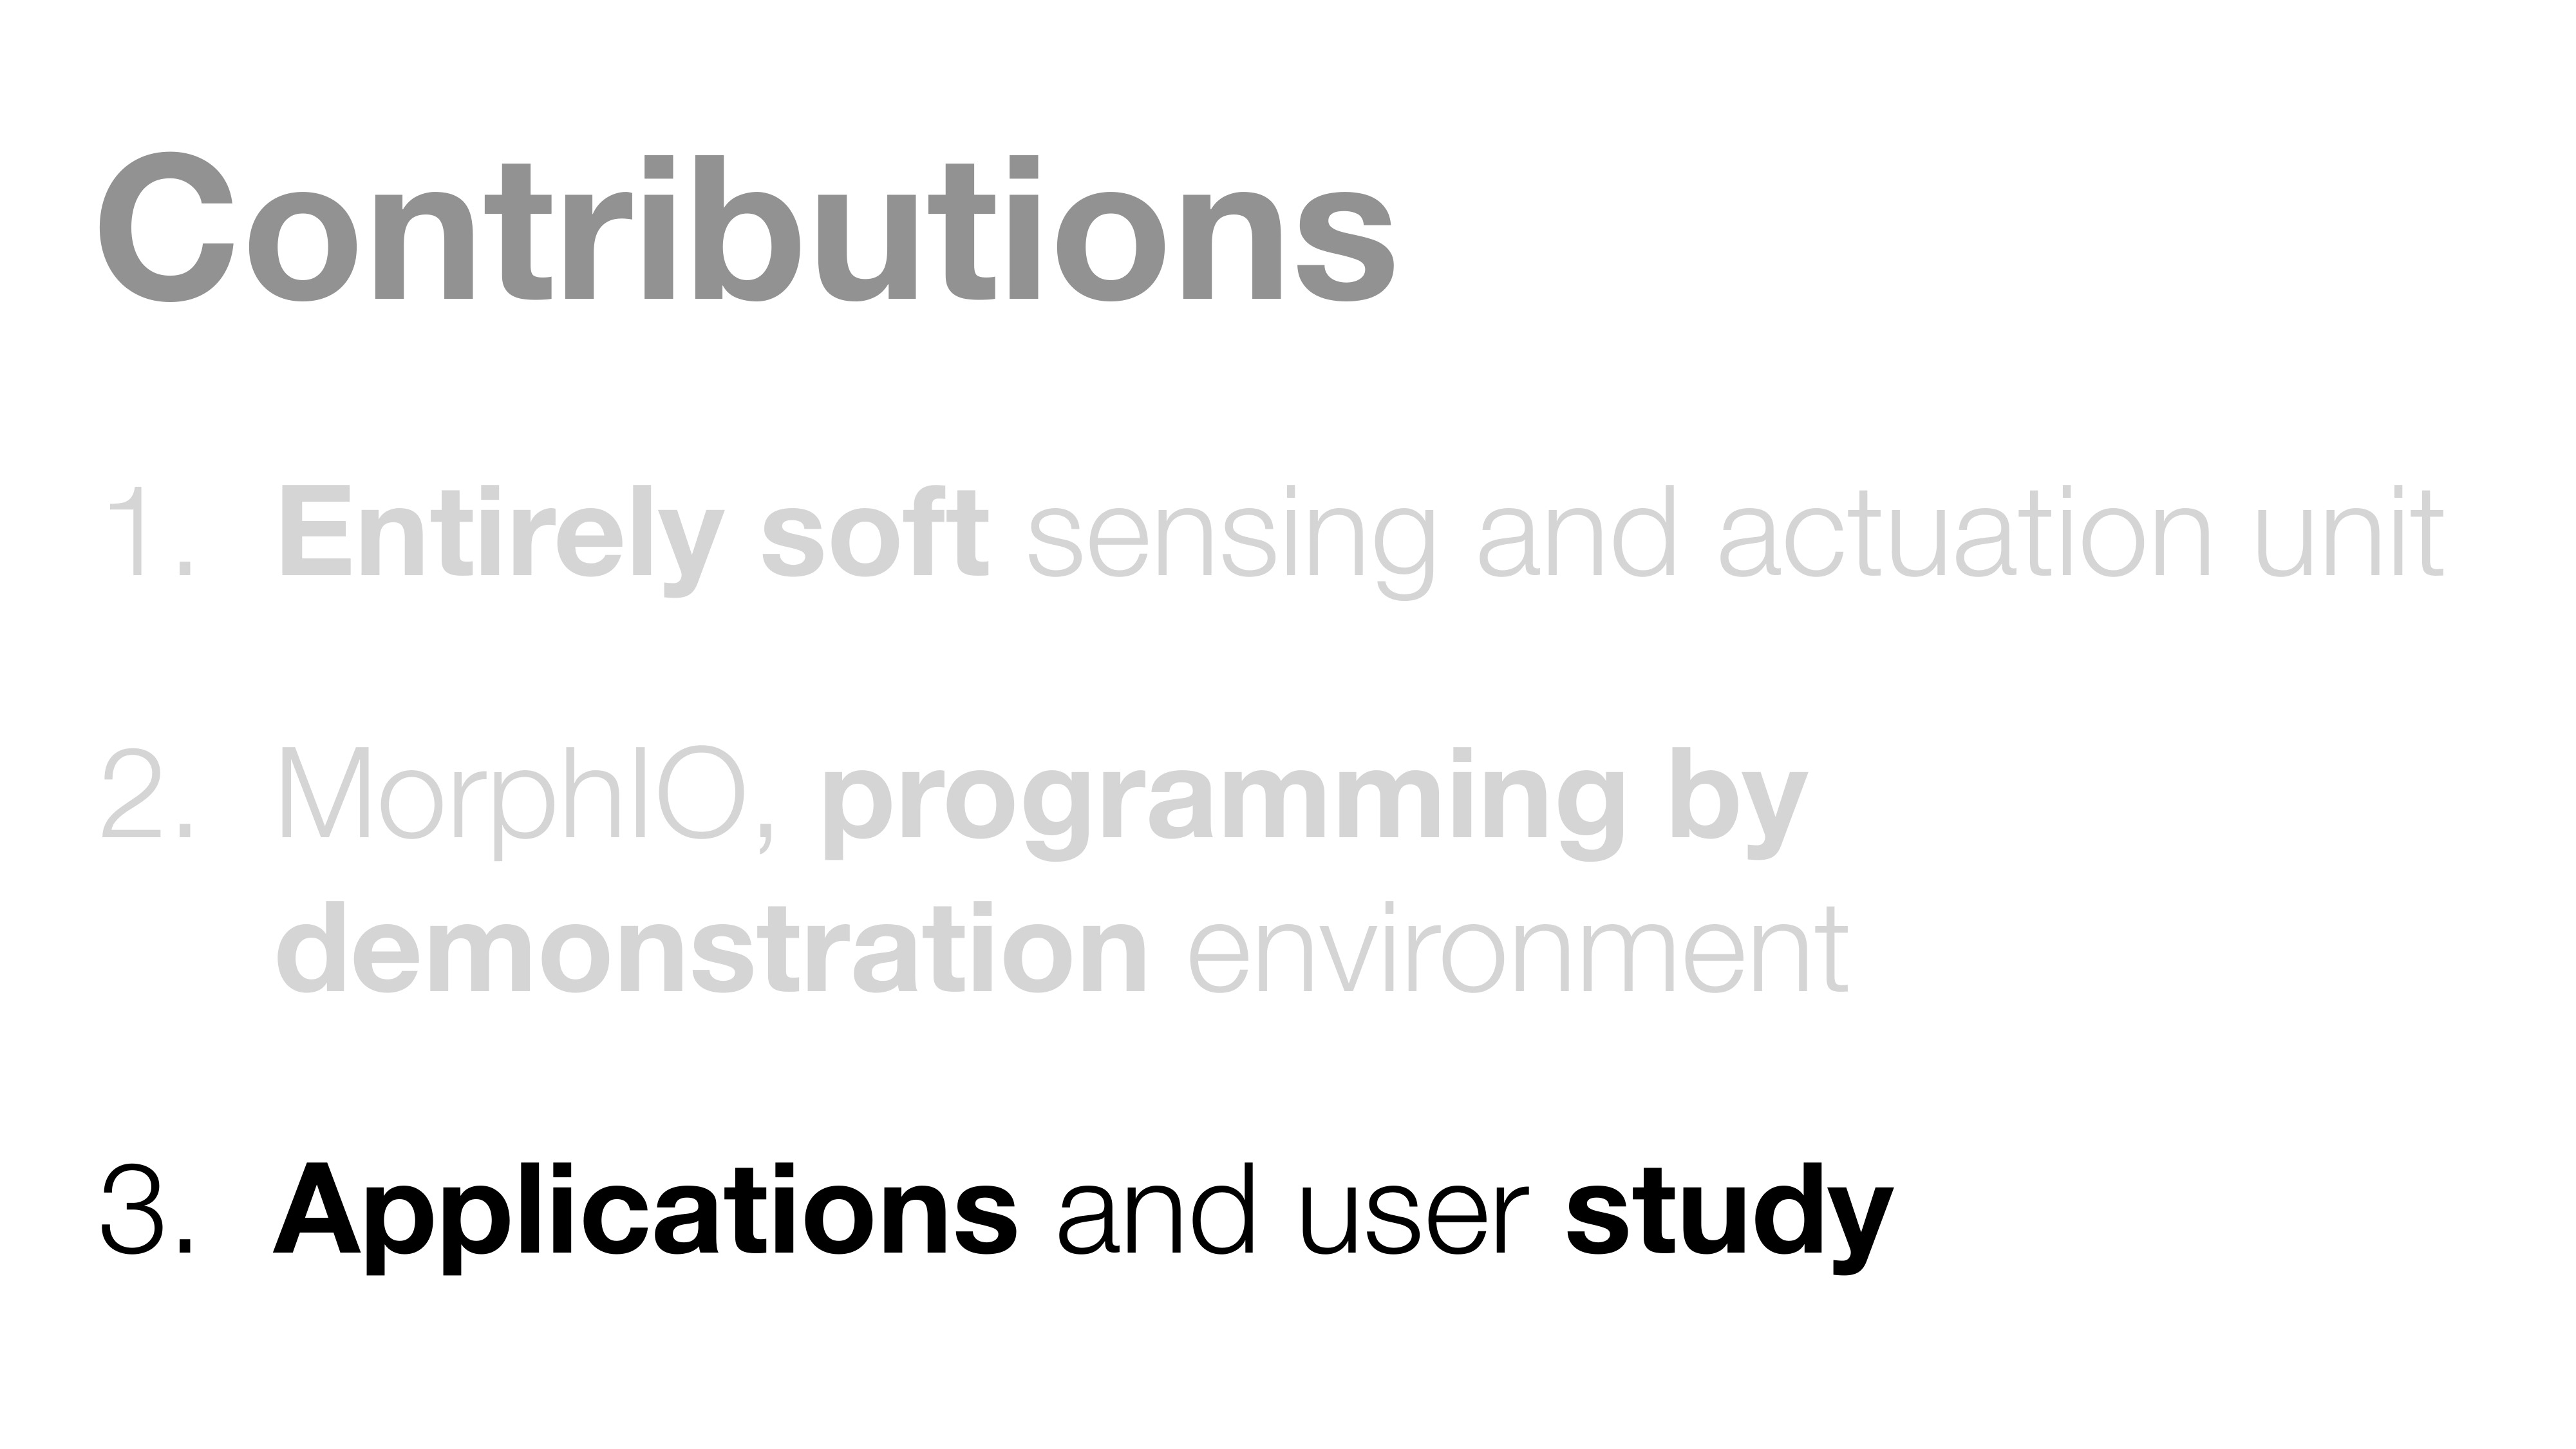 Contributions
1. Entirely soft sensing and actuation unit
2. MorphIO, programming by
demonstration environment
3. Applications and user study